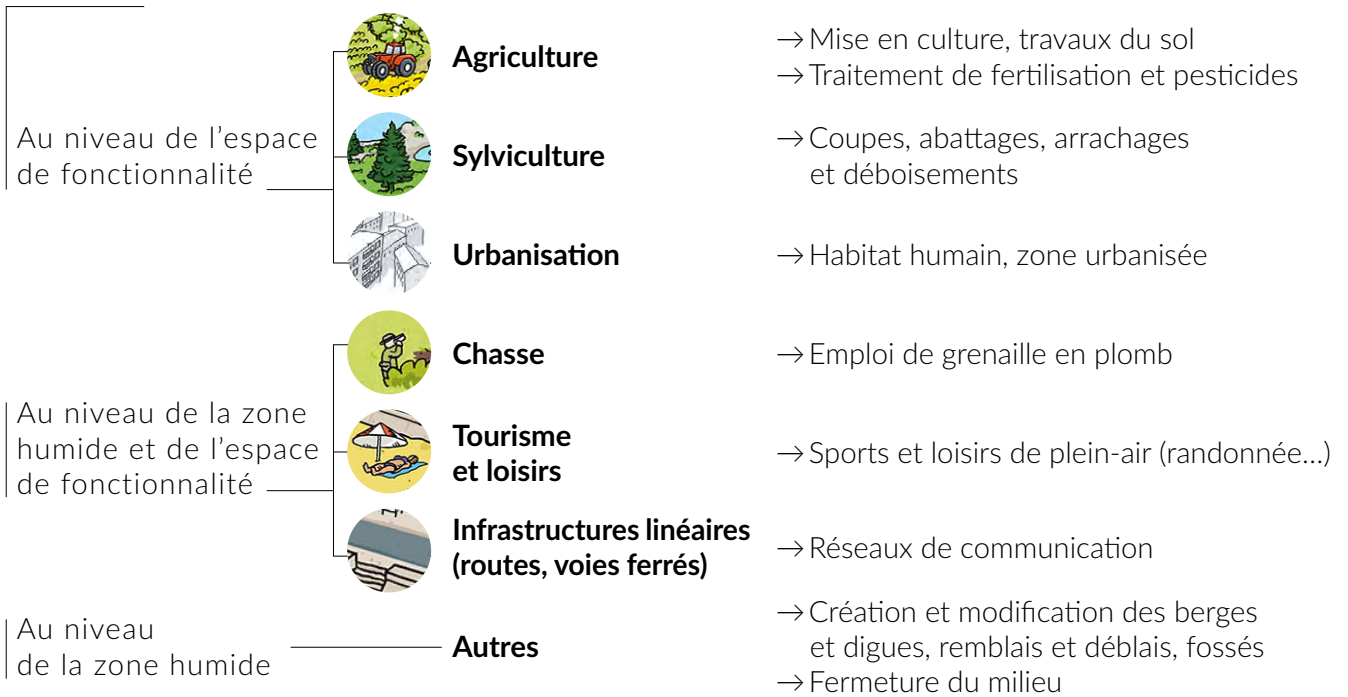 Au niveau de l’espace
de fonctionnalité
Agriculture
→ Mise en culture, travaux du sol
→ Traitement de fertilisation et pesticides
Sylviculture
→ Coupes, abattages, arrachages
et déboisements
Urbanisation
→ Habitat humain, zone urbanisée
Au niveau de la zone
humide et de l’espace
de fonctionnalité
Chasse
→ Emploi de grenaille en plomb
Tourisme
et loisirs
→ Sports et loisirs de plein-air (randonnée...)
Infrastructures linéaires
(routes, voies ferrés)
→ Réseaux de communication
Au niveau
de la zone humide
Autres
→ Création et modification des berges
et digues, remblais et déblais, fossés
→ Fermeture du milieu